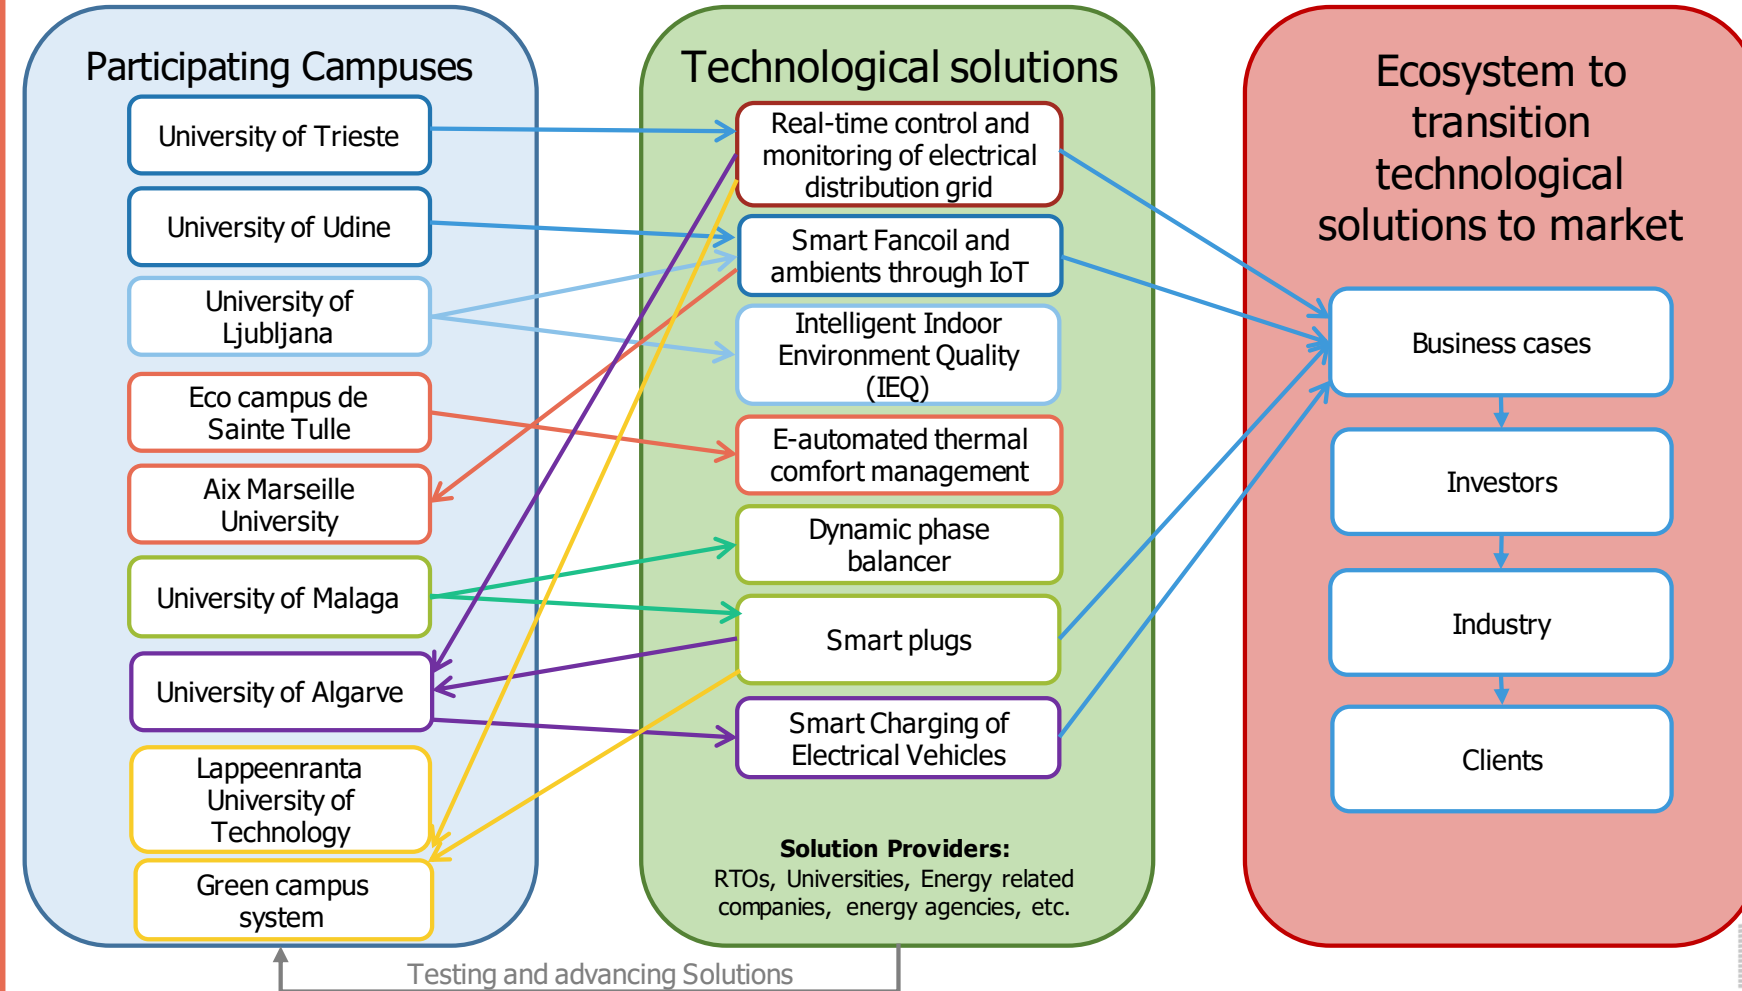 Participating Campuses
University of Trieste
University of Udine
University of
Ljubljana
Eco campus de
Sainte Tulle
Aix Marseille
University
University of Malaga
University of Algarve
Lappeenranta
University of
Technology
Green campus
system
Technological solutions
Real-time control and
monitoring of electrical
distribution grid
Smart Fancoil and
ambients through IoT
Intelligent Indoor
Environment Quality
(IEQ)
E-automated thermal
comfort management
Dynamic phase
balancer
Smart plugs
Smart Charging of
Electrical Vehicles
Solution Providers:
RTOs, Universities, Energy related
companies, energy agencies, etc.
Ecosystem to
transition
technological
solutions to market
Business cases
Investors
Industry
Clients
Testing and advancing Solutions